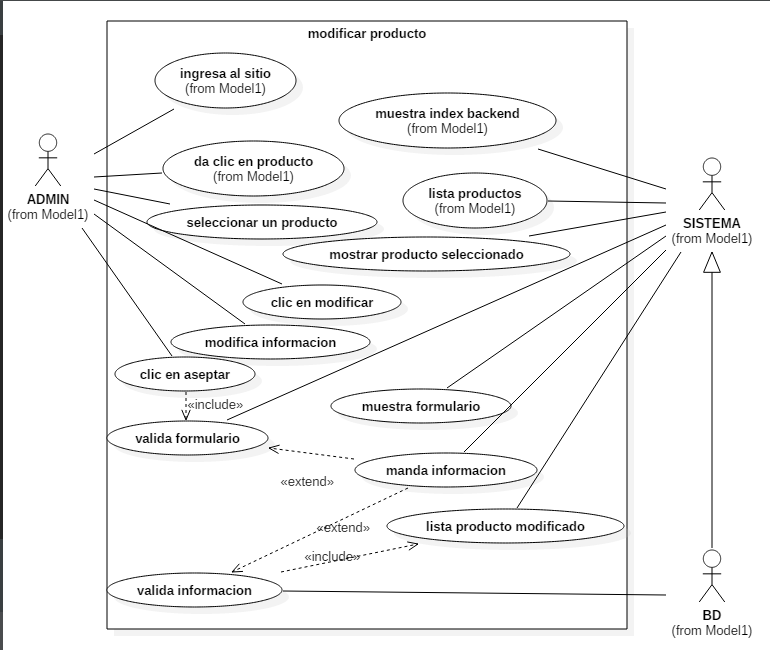 modificar producto
ingresa al sitio
(from Model1)
muestra index backend
(from Model1)
da clic en producto
(from Model1)
ADMIN
(from Model1)
lista productos
(from Model1)
seleccionar un producto
SISTEMA
(from Model1)
mostrar producto seleccionado
clic en modificar
modifica informacion
clic en aseptar
«include»
muestra formulario
valida formulario
manda informacion
«extend»
lista producto modificado
«extend»
«include»
valida informacion
BD
(from Model1)